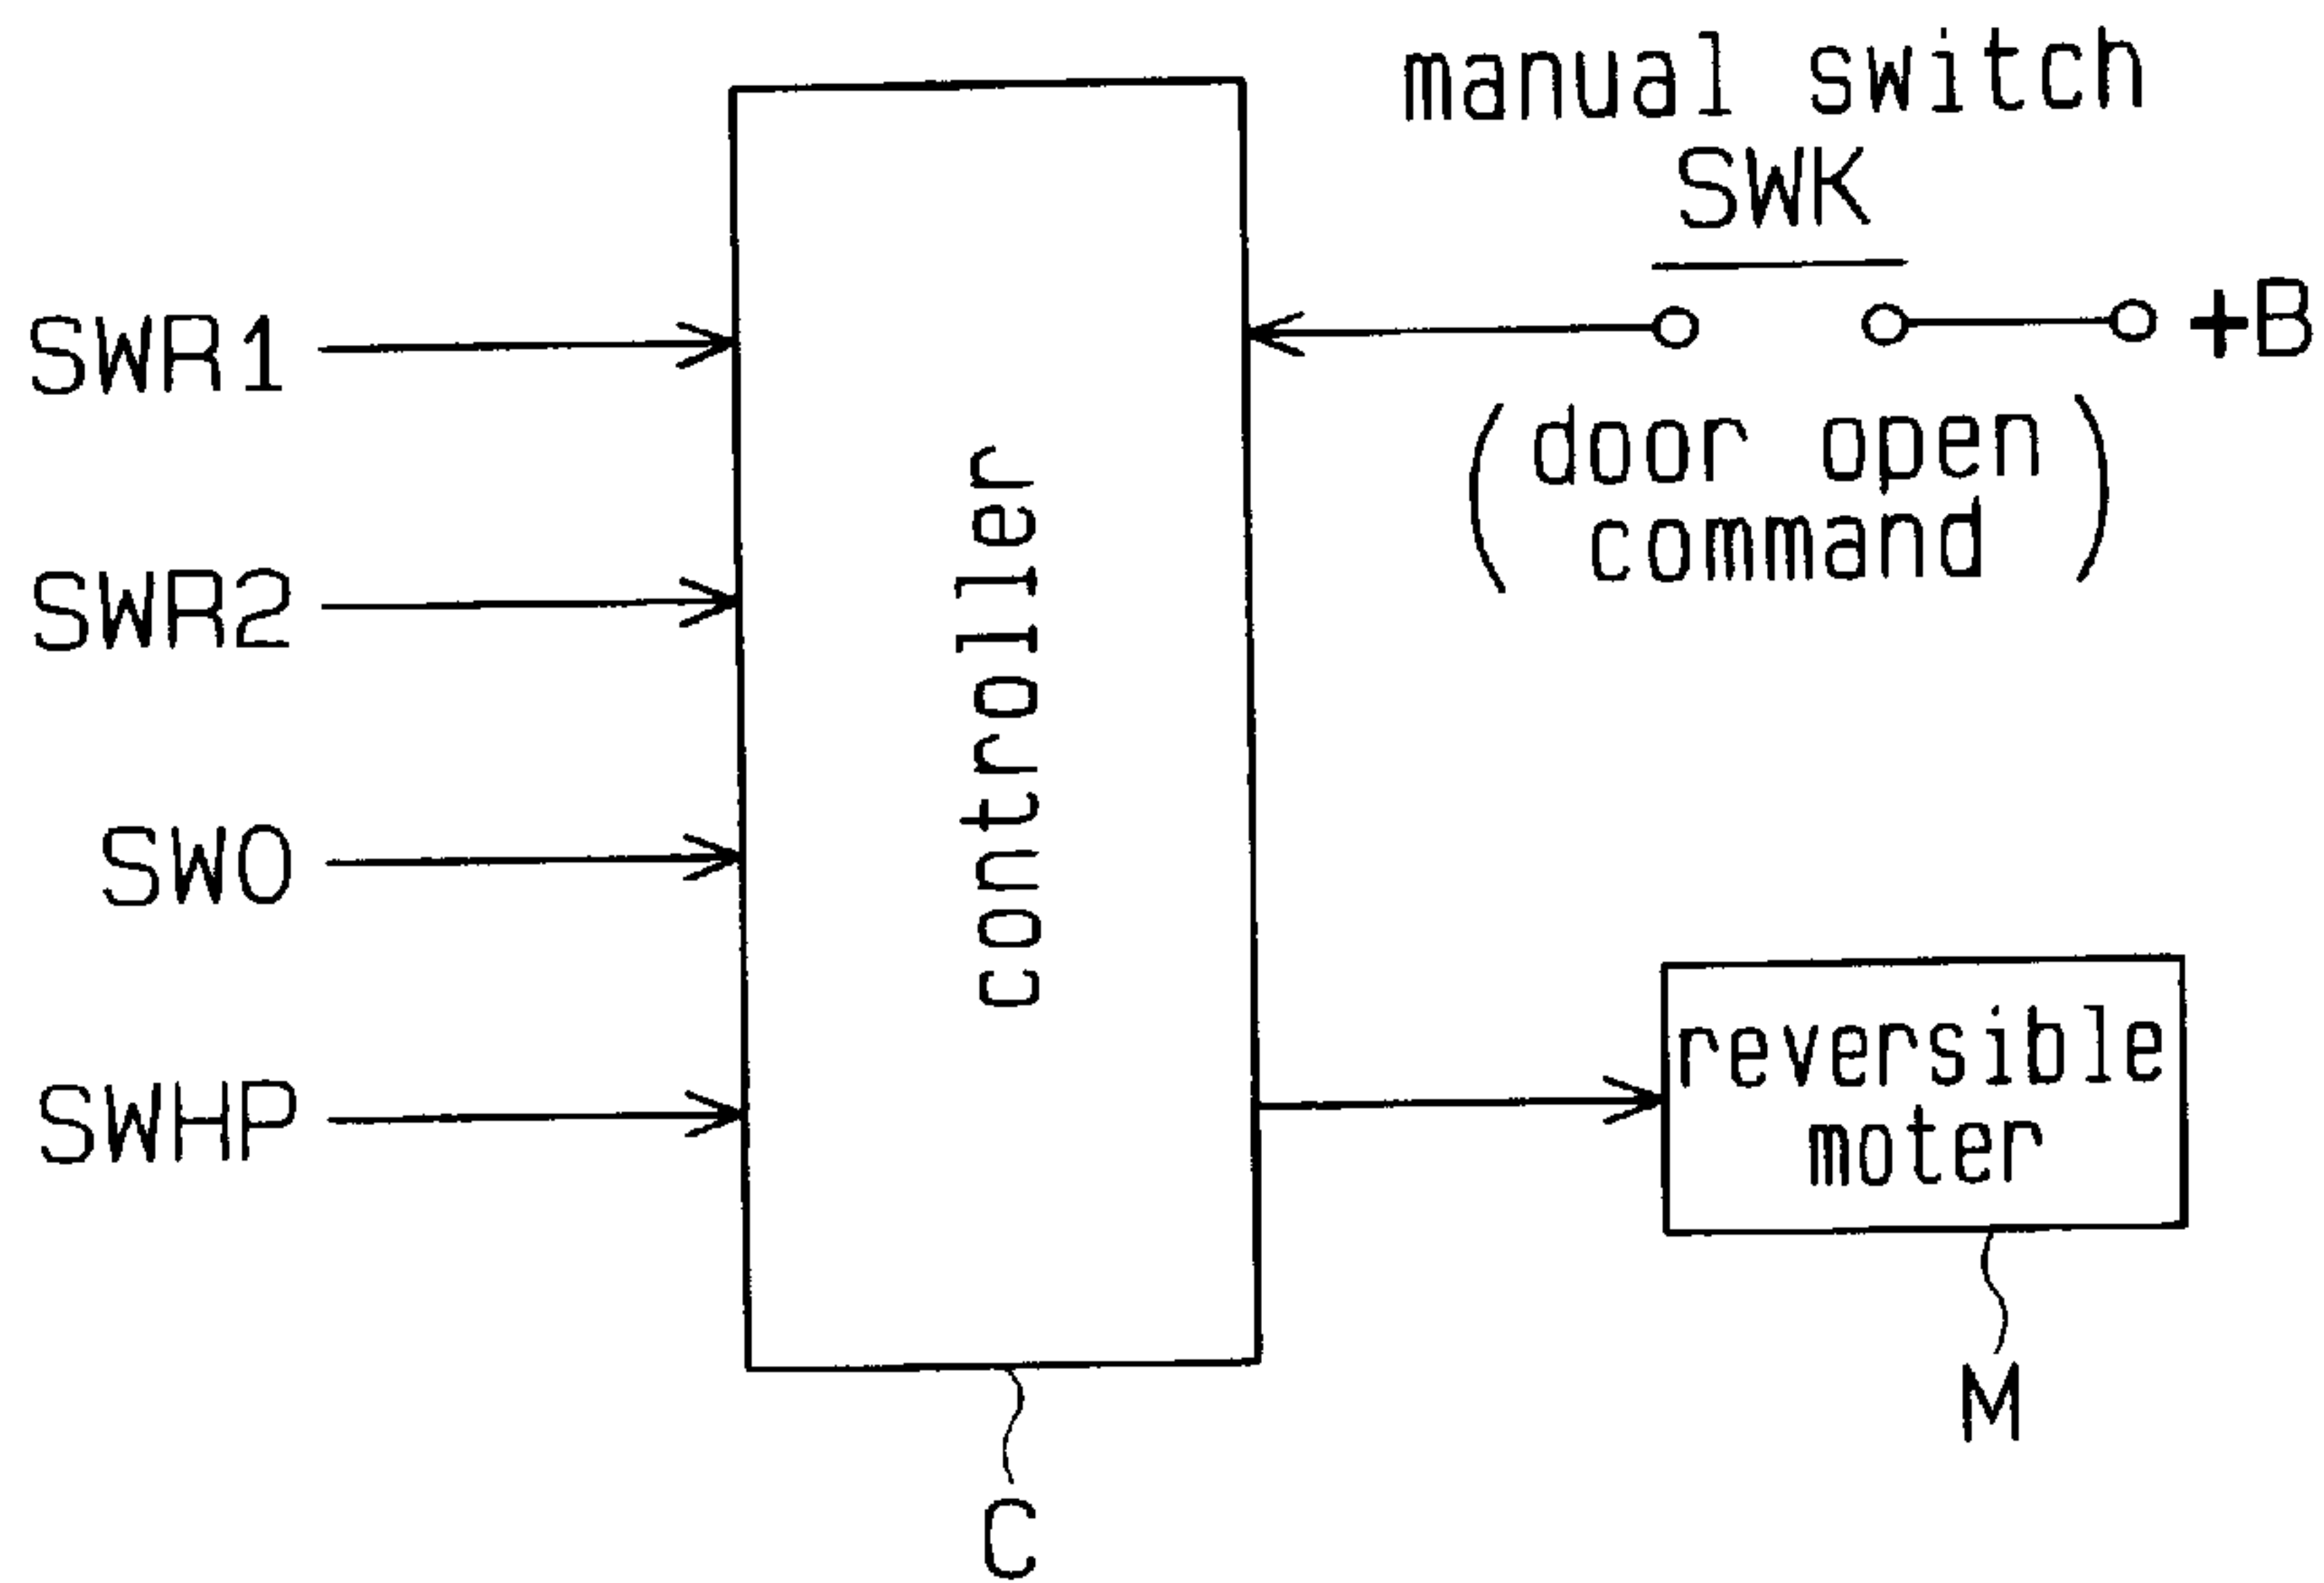 manual switch
SWK
+B
(door open
command)
SWR1
SWR2
SWO
SWHP
controller
reversible
moter
M
C